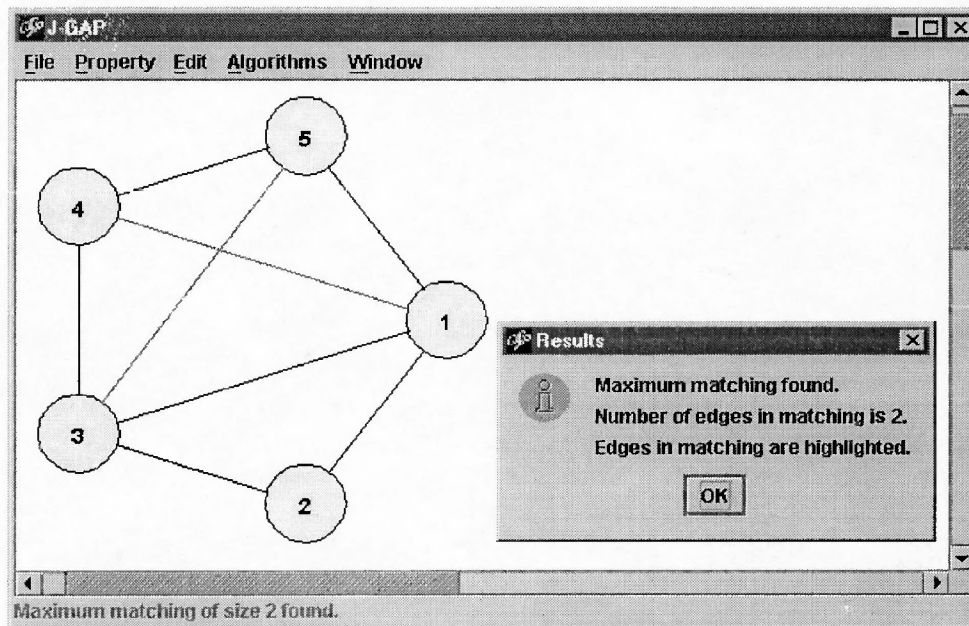 J-GAP
File Property Edit Algorithms Window
5
4
1
3
2
Results
Maximum matching found.
Number of edges in matching is 2.
Edges in matching are highlighted.
OK
Maximum matching of size 2 found.